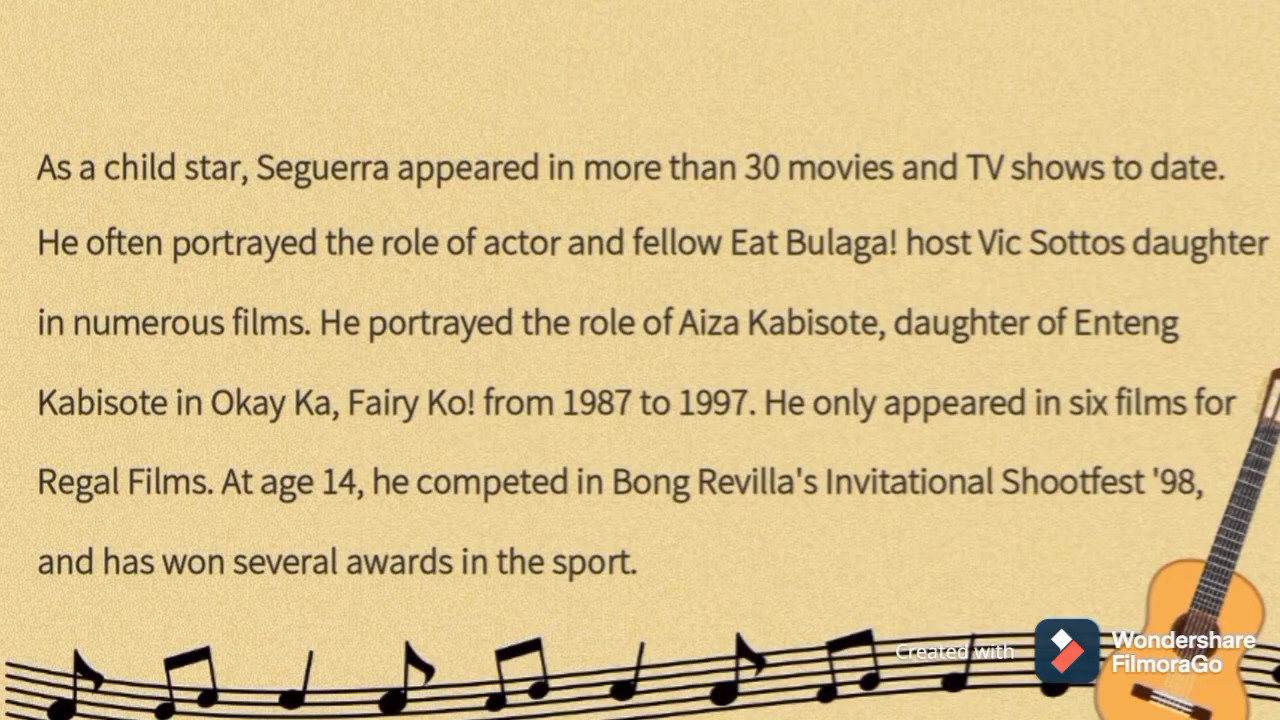 As a child star, Seguerra appeared in more than 30 movies and TV shows to date.
He often portrayed the role of actor and fellow Eat Bulaga! host Vic Sottos daughter
in numerous films. He portrayed the role of Aiza Kabisote, daughter of Enteng
Kabisote in Okay Ka, Fairy Ko! from 1987 to 1997. He only appeared in six films for
Regal Films. At age 14, he competed in Bong Revilla's Invitational Shootfest '98,
and has won several awards in the sport.
Created with
Wondershare
FilmoraGo